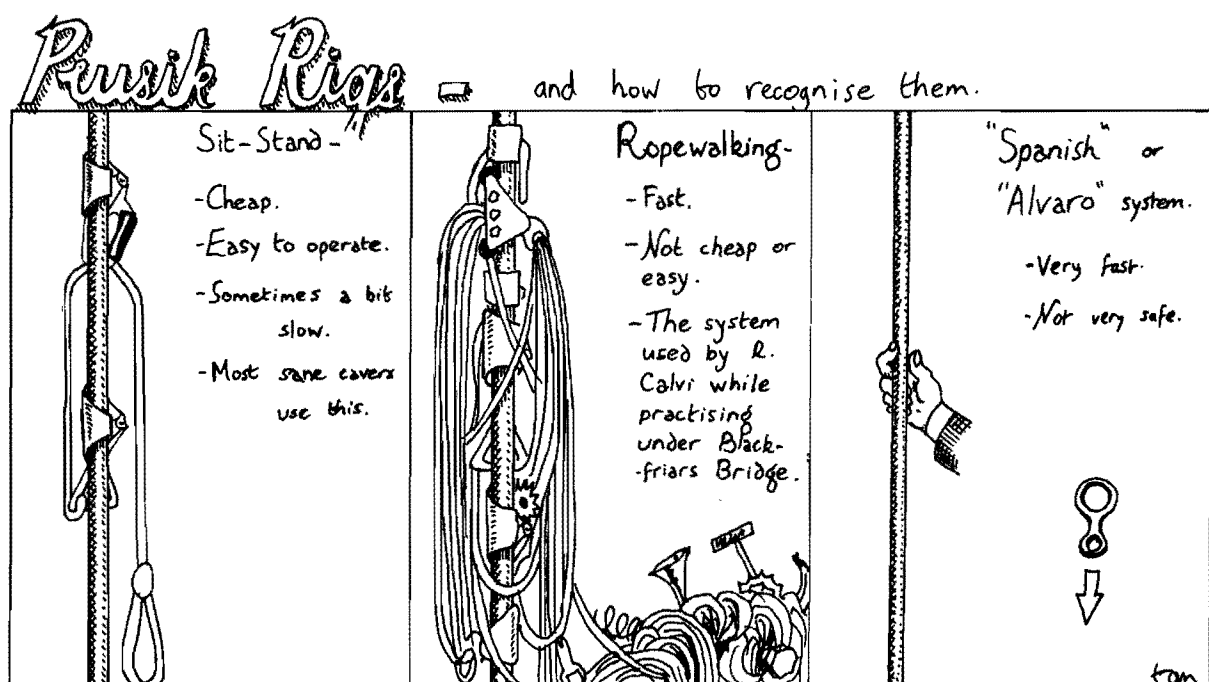 Prusik Rigs - and how to recognise them.
Sit-Stand-
-Cheap.
-Easy to operate.
-Sometimes a bit
slow.
-Most sane cavers
use this.
Ropewalking-
-Fast.
-Not cheap or
easy.
-The system
used by R.
Calvi while
practising
under Black-
-friars Bridge.
"Spanish" or
"Alvaro" system.
-Very fast.
-Not very safe.